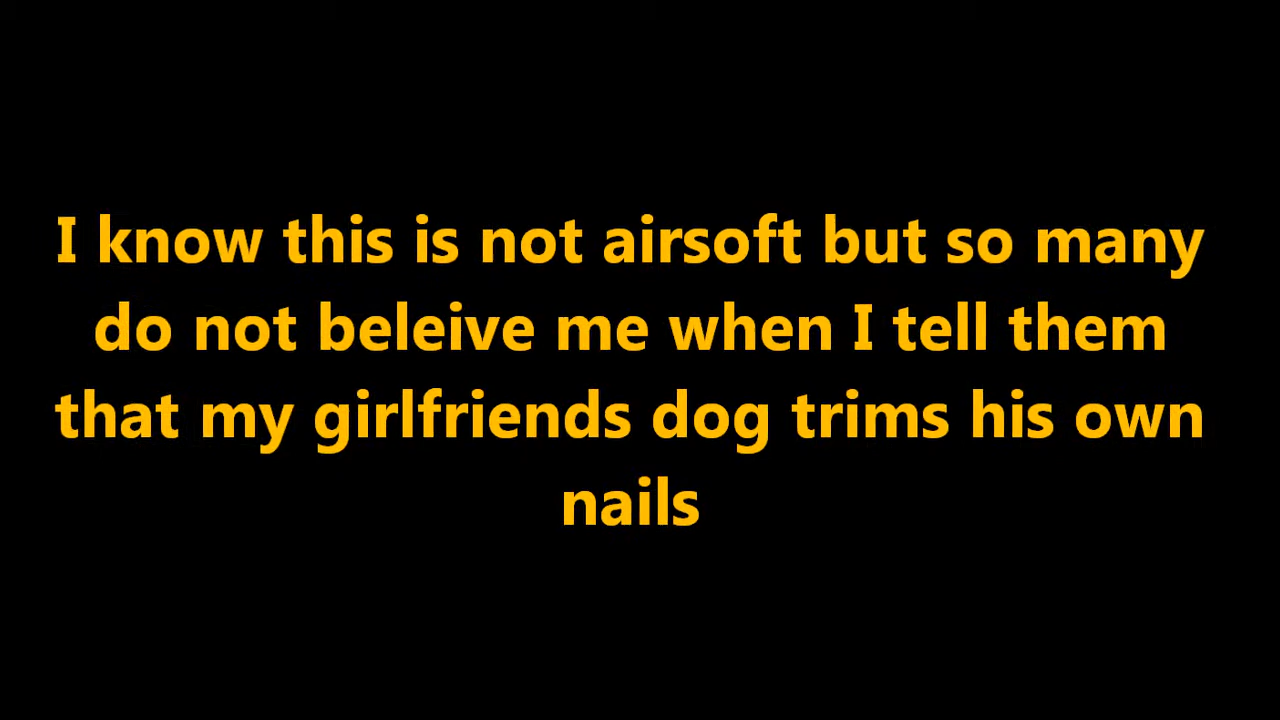 I know this is not airsoft but so many
do not beleive me when I tell them
that my girlfriends dog trims his own
nails